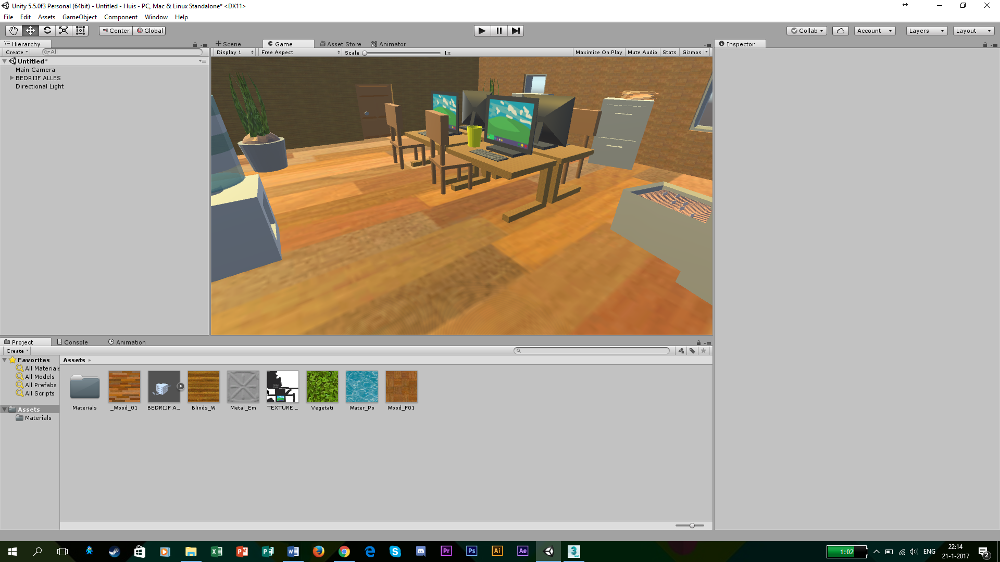 Unity 5.5.0f3 Personal (64bit) - Untitled - Huis - PC, Mac & Linux Standalone* <DX11>
File Edit Assets GameObject Component Window Help
Center Global Collab Account Layers Layout
Hierarchy Scene Game Asset Store Animator Inspector
Create All Display 1 Free Aspect Scale 1x Maximize On Play Mute Audio Stats Gizmos
Untitled*
Main Camera
BEDRIJF ALLES
Directional Light
Project Console Animation
Create
Favorites Assets
All Materials
All Models
All Prefabs
All Scripts
Materials _Wood_01 BEDRIJF A... Blinds_W Metal_Em TEXTURE ... Vegetati Water_Po Wood_F01
Assets
Materials
1:02 ENG 22:14
21-1-2017 2